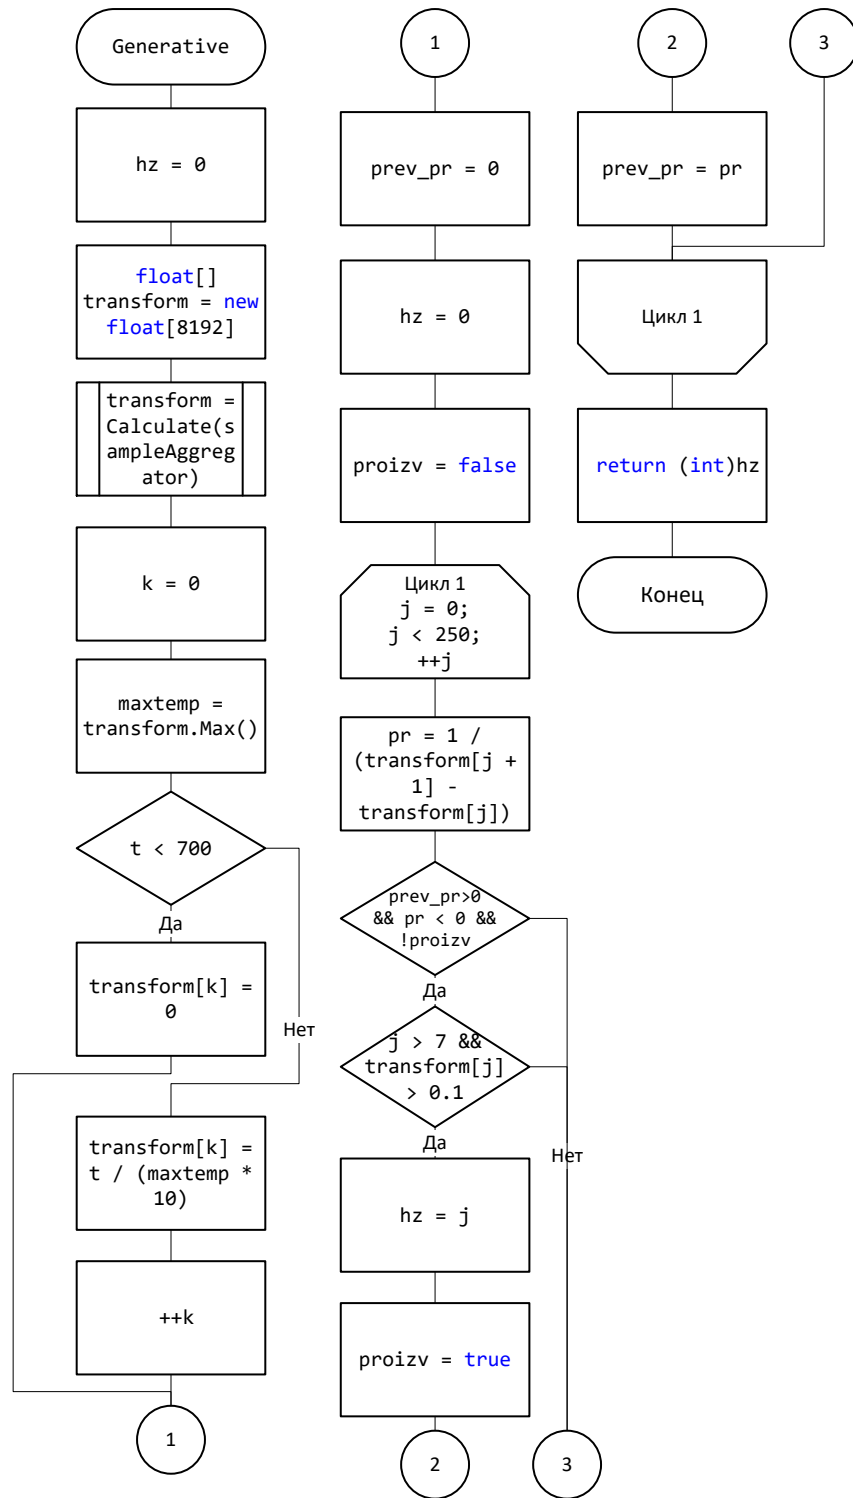 Generative
hz = 0
float[]
transform = new
float[8192]
transform =
Calculate(s
ampleAggreg
ator)
k = 0
maxtemp =
transform.Max()
t < 700
Да
transform[k] =
0
Нет
transform[k] =
t / (maxtemp *
10)
++k
1
1
prev_pr = 0
hz = 0
proizv = false
Цикл 1
j = 0;
j < 250;
++j
pr = 1 /
(transform[j +
1] -
transform[j])
prev_pr>0
&& pr < 0 &&
!proizv
Да
j > 7 &&
transform[j]
> 0.1
Да
Нет
hz = j
proizv = true
2
3
2
prev_pr = pr
3
Цикл 1
return (int)hz
Конец